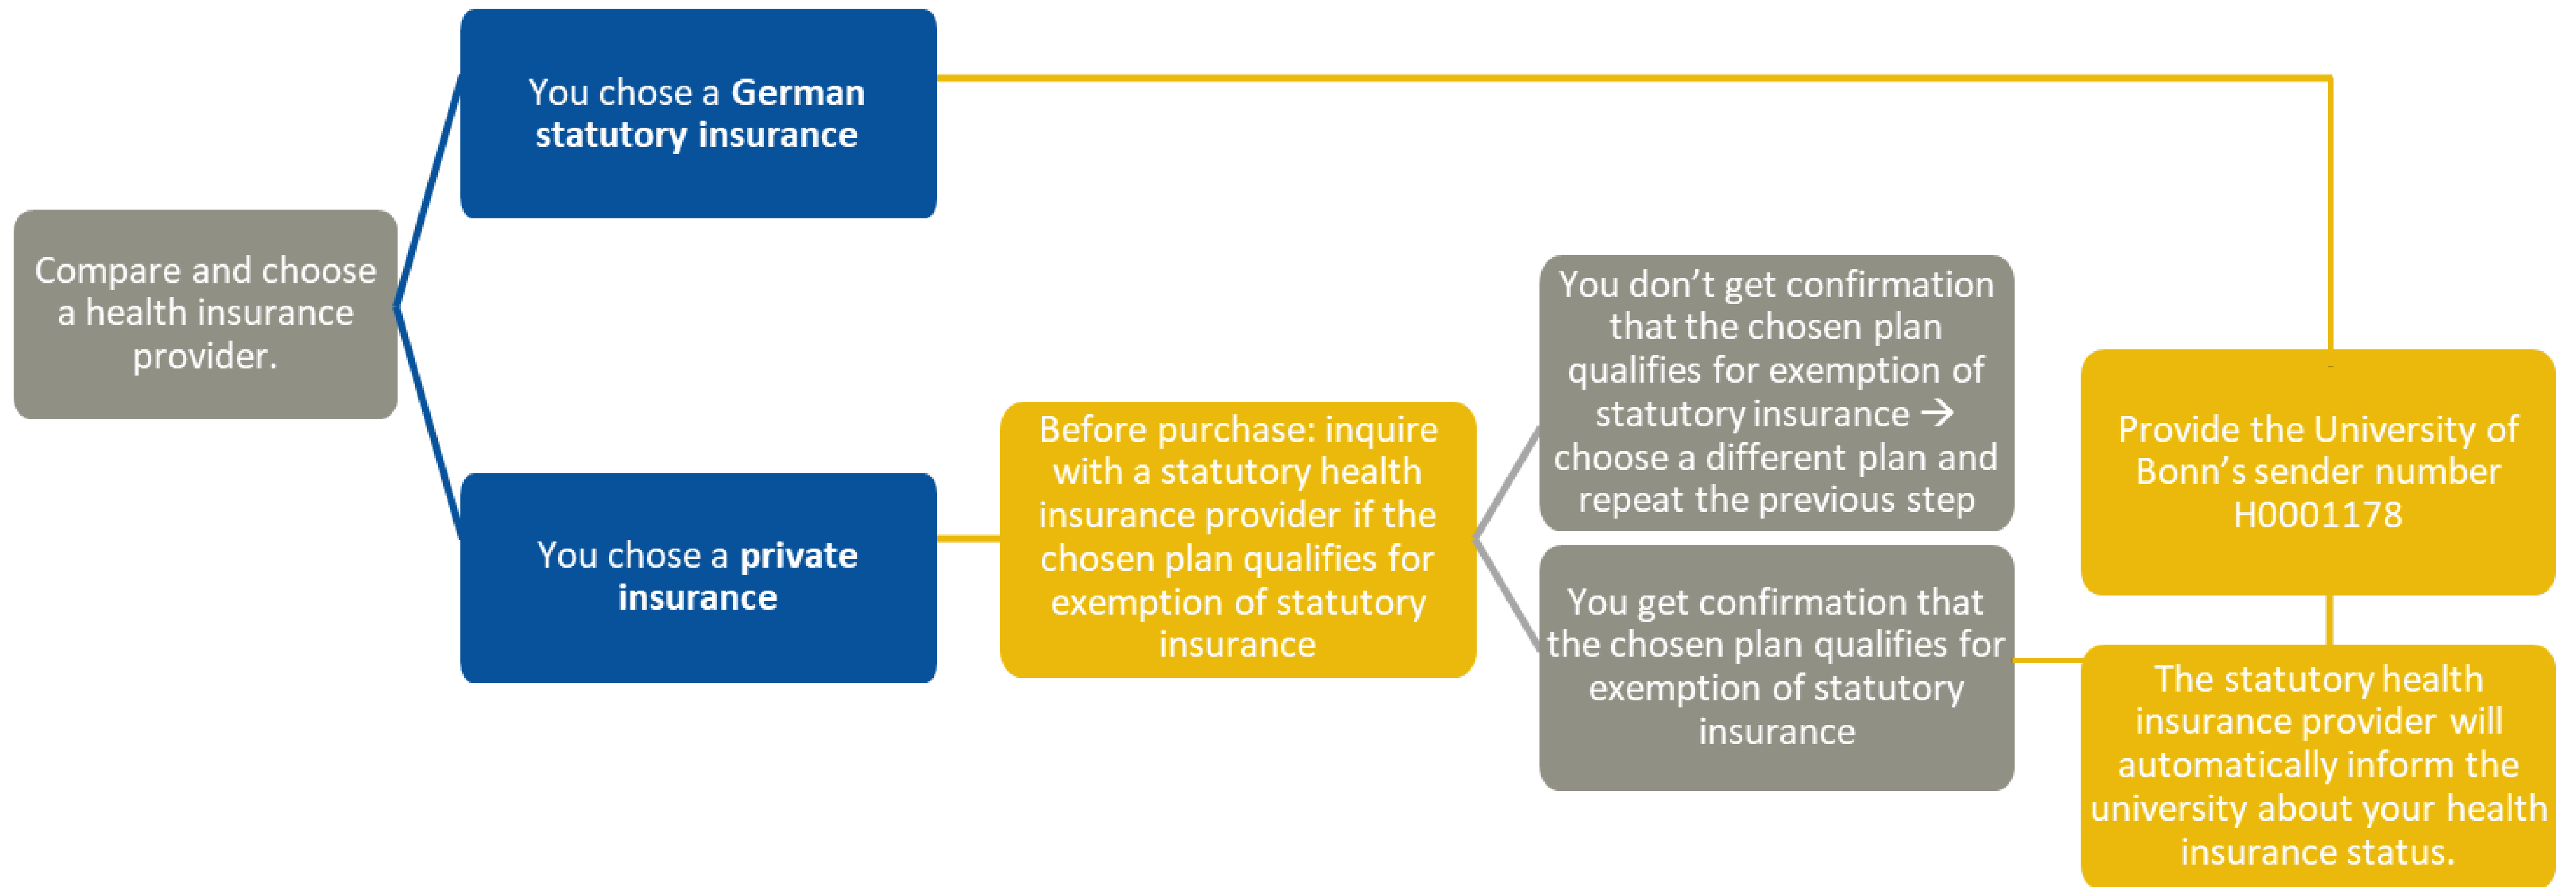 You chose a German
statutory insurance
Compare and choose
a health insurance
provider.
You chose a private
insurance
Before purchase: inquire
with a statutory health
insurance provider if the
chosen plan qualifies for
exemption of statutory
insurance
You don’t get confirmation
that the chosen plan
qualifies for exemption of
statutory insurance →
choose a different plan and
repeat the previous step
You get confirmation that
the chosen plan qualifies for
exemption of statutory
insurance
Provide the University of
Bonn’s sender number
H0001178
The statutory health
insurance provider will
automatically inform the
university about your health
insurance status.